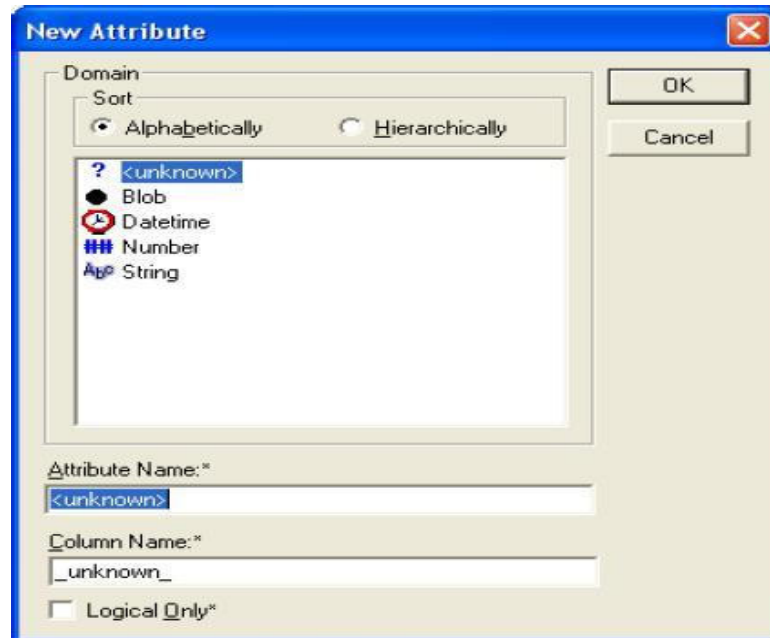 New Attribute
Domain
Sort
Alphabetically
Hierarchically
OK
Cancel
? <unknown>
Blob
Datetime
Number
Abc String
Attribute Name:*
<unknown>
Column Name:*
_unknown_
Logical Only*